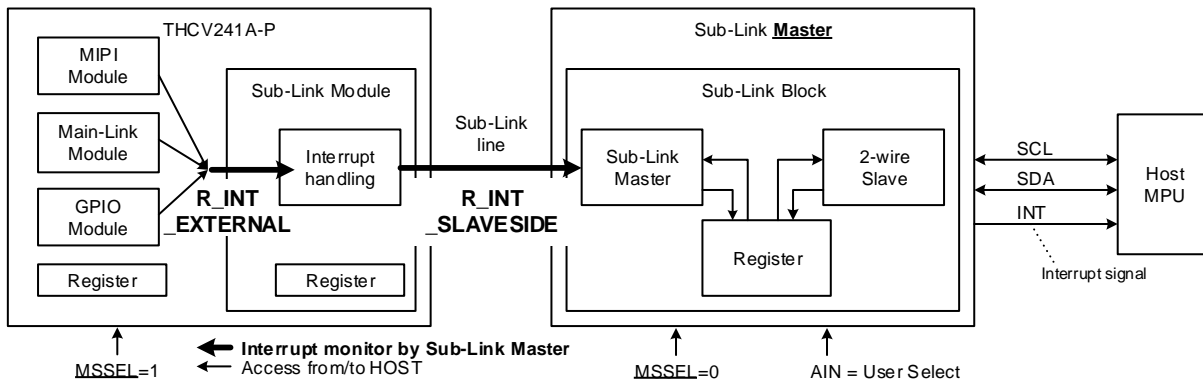 THCV241A-P
MIPI
Module
Main-Link
Module
GPIO
Module
Register
Sub-Link Module
Interrupt
handling
Register
R_INT
_EXTERNAL
Sub-Link
line
R_INT
_SLAVESIDE
Sub-Link Master
Sub-Link Block
Sub-Link
Master
2-wire
Slave
Register
SCL
SDA
INT
Interrupt signal
Host
MPU
MSSEL=1
Interrupt monitor by Sub-Link Master
Access from/to HOST
MSSEL=0
AIN = User Select